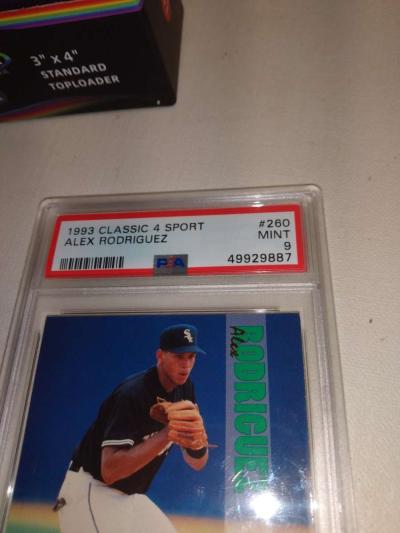 3" x 4"
STANDARD
TOPLOADER
1993 CLASSIC 4 SPORT
#260
ALEX RODRIGUEZ
MINT
9
PSA
49929887
Alex
RODRIGUEZ